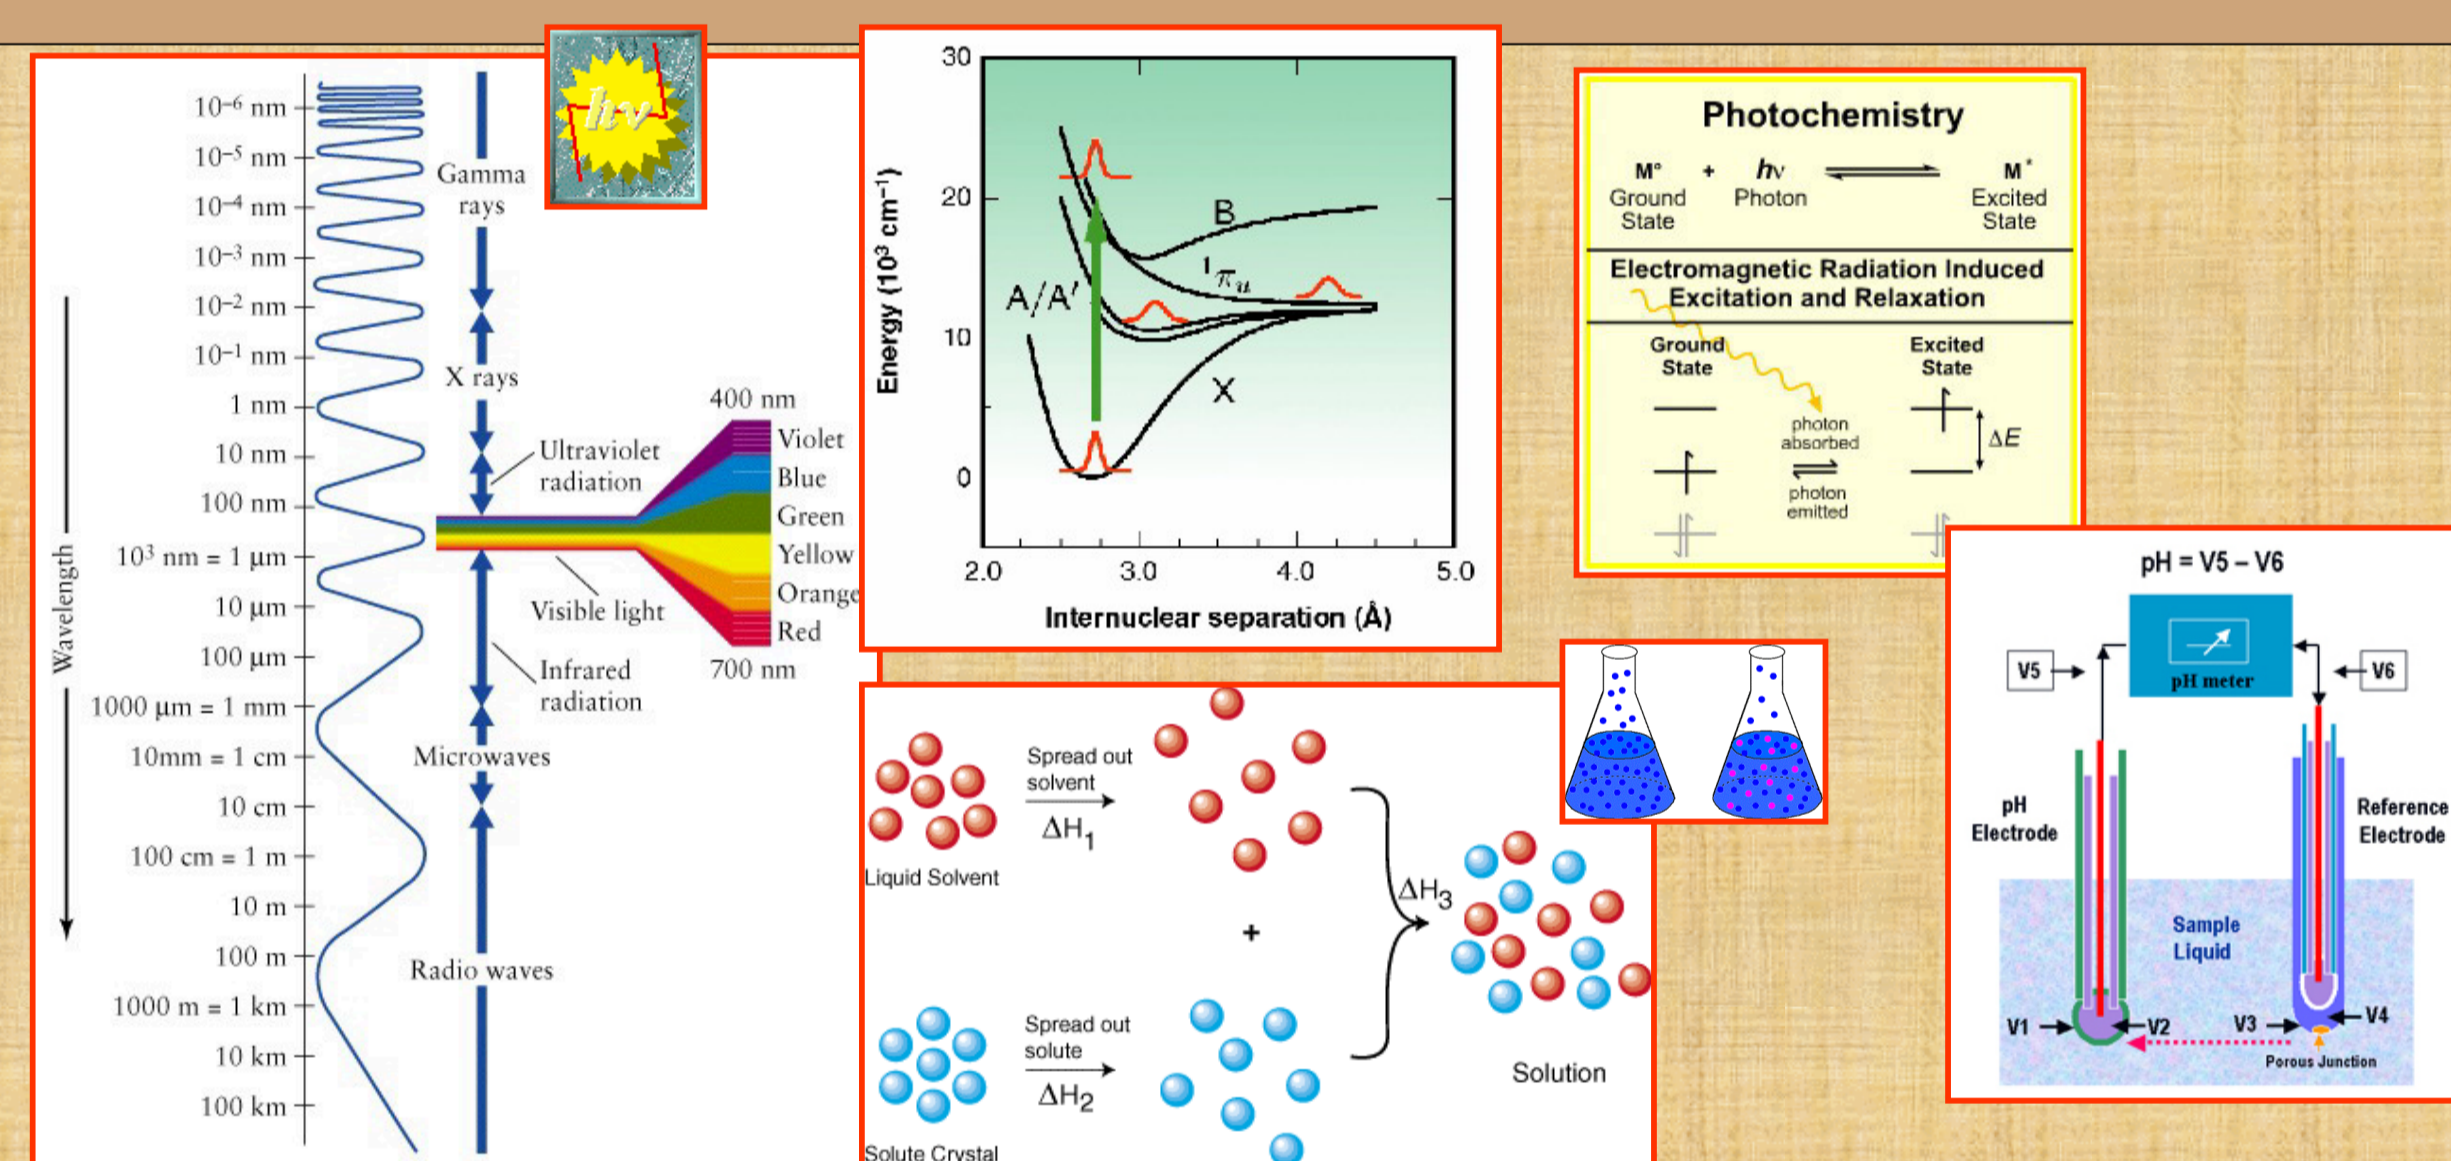 10⁻⁶ nm
10⁻⁵ nm
10⁻⁴ nm
10⁻³ nm
10⁻² nm
10⁻¹ nm
1 nm
10 nm
100 nm
10³ nm = 1 µm
10 µm
100 µm
1000 µm = 1 mm
10mm = 1 cm
10 cm
100 cm = 1 m
10 m
100 m
1000 m = 1 km
10 km
100 km
Wavelength
Gamma
rays
X rays
Ultraviolet
radiation
Visible light
Infrared
radiation
Microwaves
Radio waves
400 nm
Violet
Blue
Green
Yellow
Orange
Red
700 nm
hν
Energy (10³ cm⁻¹)
30
20
10
0
B
¹πᵤ
A/A'
X
2.0
3.0
4.0
5.0
Internuclear separation (Å)
Photochemistry
M° + hν M*
Ground
State
Photon
Excited
State
Electromagnetic Radiation Induced
Excitation and Relaxation
Ground
State
Excited
State
photon
absorbed
photon
emitted
ΔE
Spread out
solvent
ΔH₁
Liquid Solvent
+
ΔH₃
Spread out
solute
ΔH₂
Solute Crystal
Solution
pH = V5 – V6
V5
pH meter
V6
pH
Electrode
Reference
Electrode
Sample
Liquid
V1
V2
V3
V4
Porous Junction